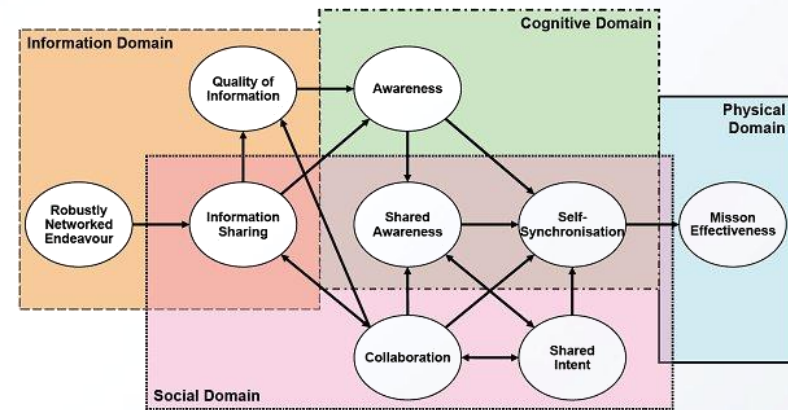 Cognitive Domain
Information Domain
Quality of
Information
Awareness
Physical
Domain
Robustly
Networked
Endeavour
Information
Sharing
Shared
Awareness
Self-
Synchronisation
Misson
Effectiveness
Collaboration
Shared
Intent
Social Domain